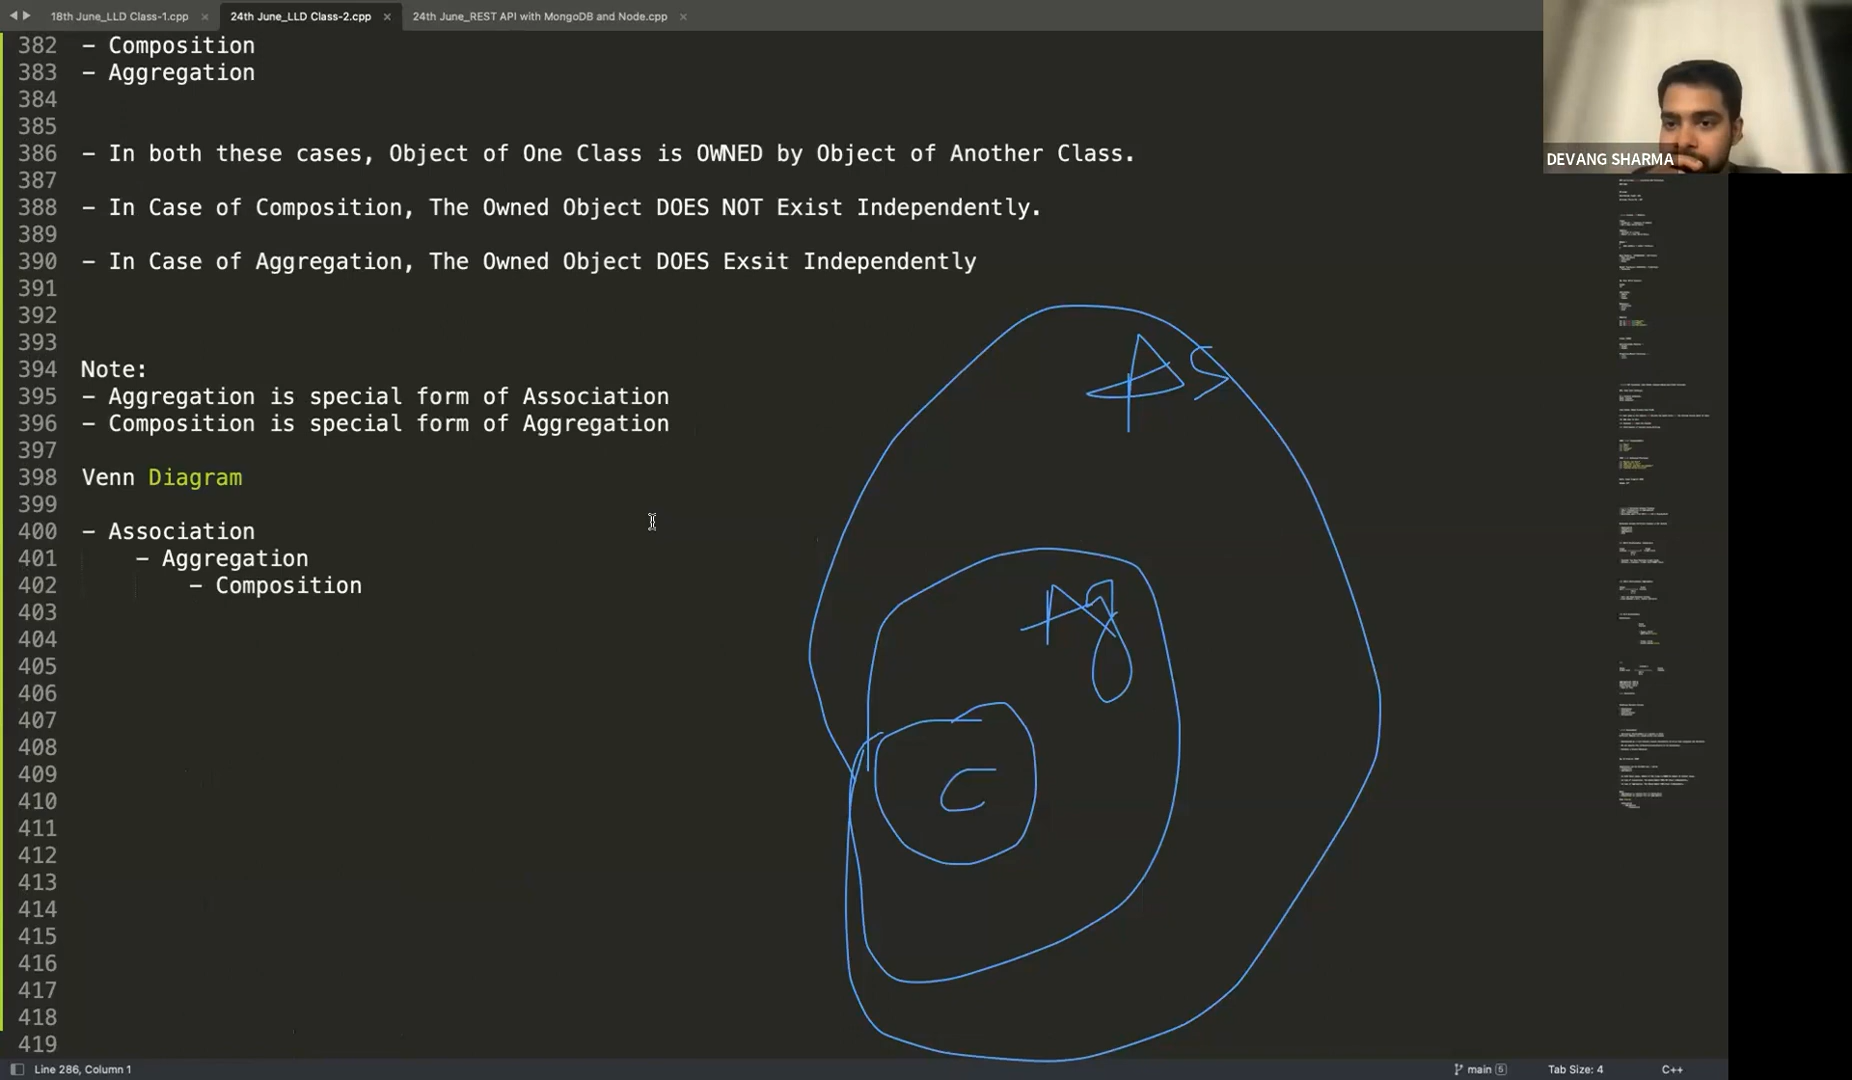 18th June_LLD Class-1.cpp × 24th June_LLD Class-2.cpp × 24th June_REST API with MongoDB and Node.cpp ×
382 - Composition
383 - Aggregation
384
385
386 - In both these cases, Object of One Class is OWNED by Object of Another Class.
387
388 - In Case of Composition, The Owned Object DOES NOT Exist Independently.
389
390 - In Case of Aggregation, The Owned Object DOES Exsit Independently
391
392
393
394 Note:
395 - Aggregation is special form of Association
396 - Composition is special form of Aggregation
397
398 Venn Diagram
399
400 - Association
401 - Aggregation
402 - Composition
403
404
405
406
407
408
409
410
411
412
413
414
415
416
417
418
419
AS
Ag
C
DEVANG SHARMA
Line 286, Column 1 main 5 Tab Size: 4 C++